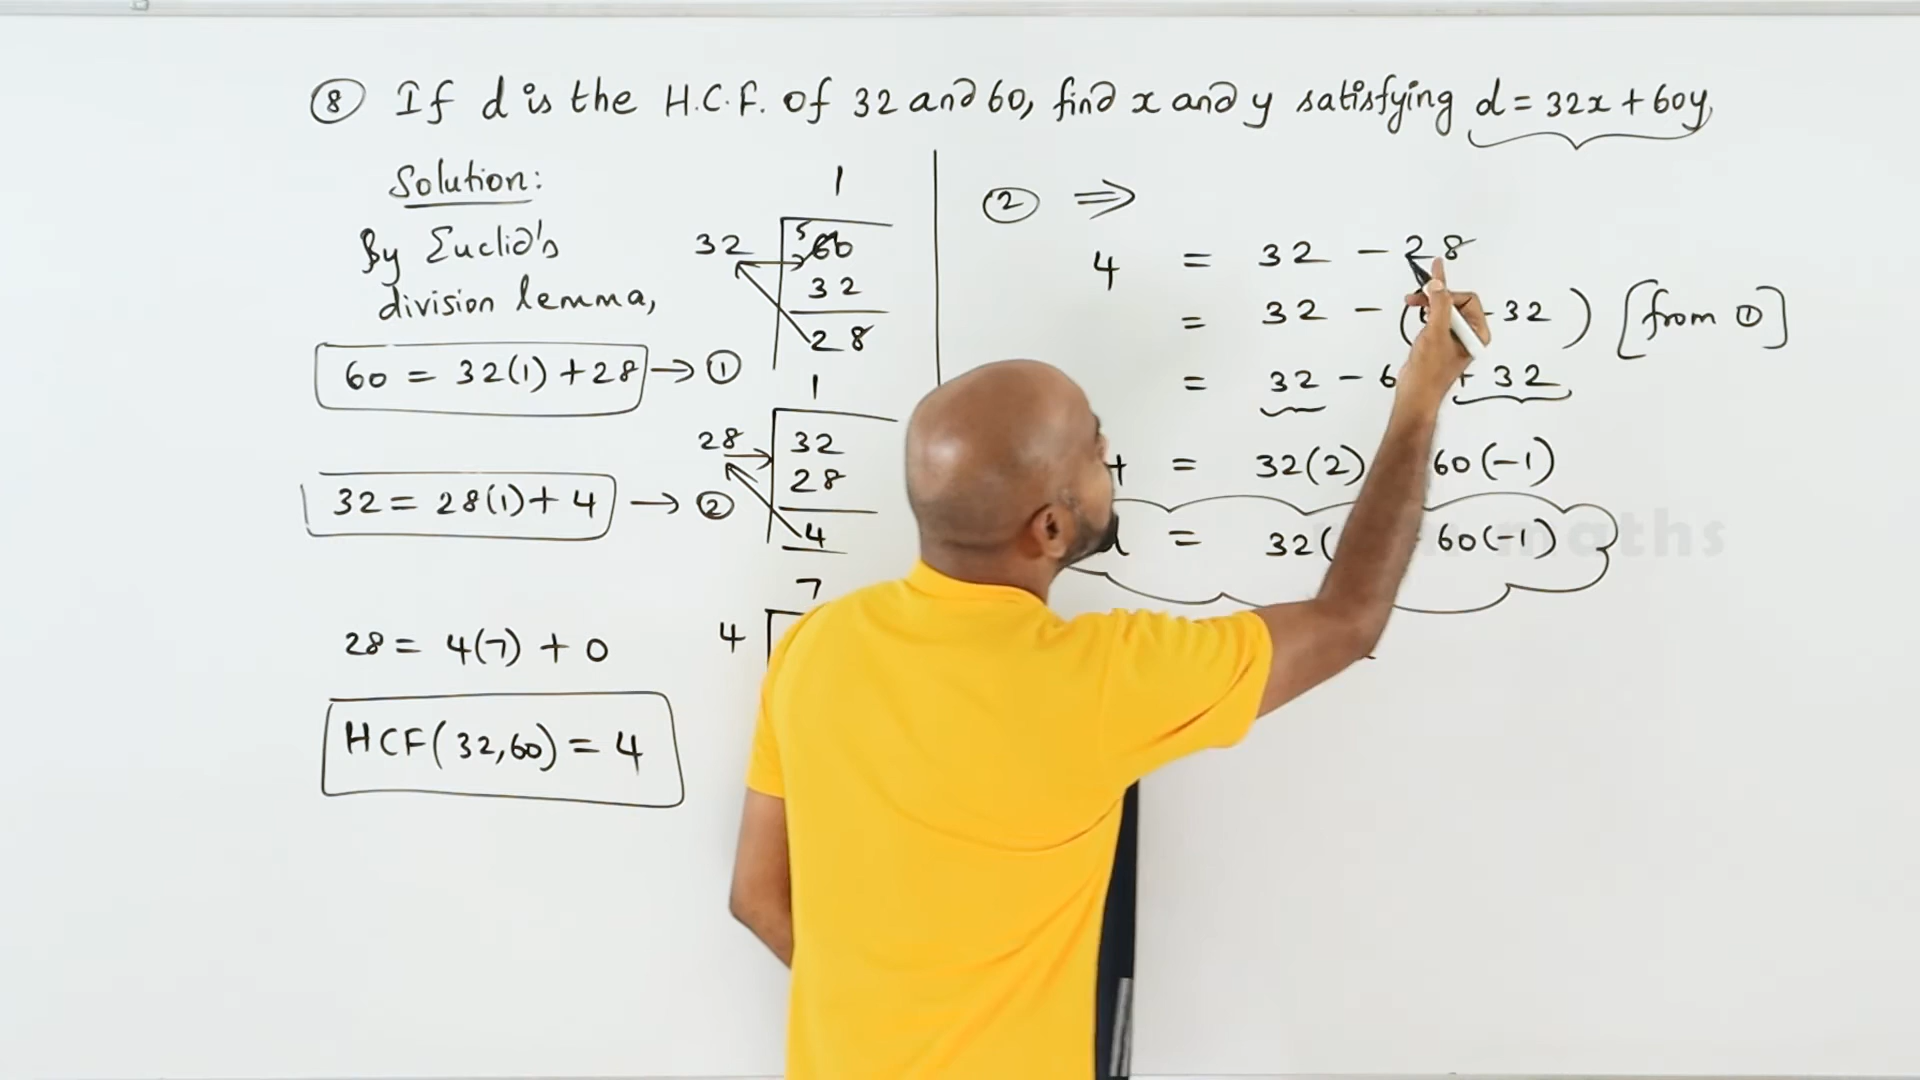 ⑧ If d is the H.C.F. of 32 and 60, find x and y satisfying d = 32x + 60y
Solution:
By Euclid's
division lemma,
60 = 32(1) + 28 → ①
32 = 28(1) + 4 → ②
28 = 4(7) + 0
HCF(32,60) = 4
1
32 5 60
32
28
1
28 32
28
4
7
4
② ⇒
4 = 32 - 28
= 32 - ( - 32 ) [from ①]
= 32 - 6 + 32
= 32(2) 60(-1)
= 32( 60(-1)
maths